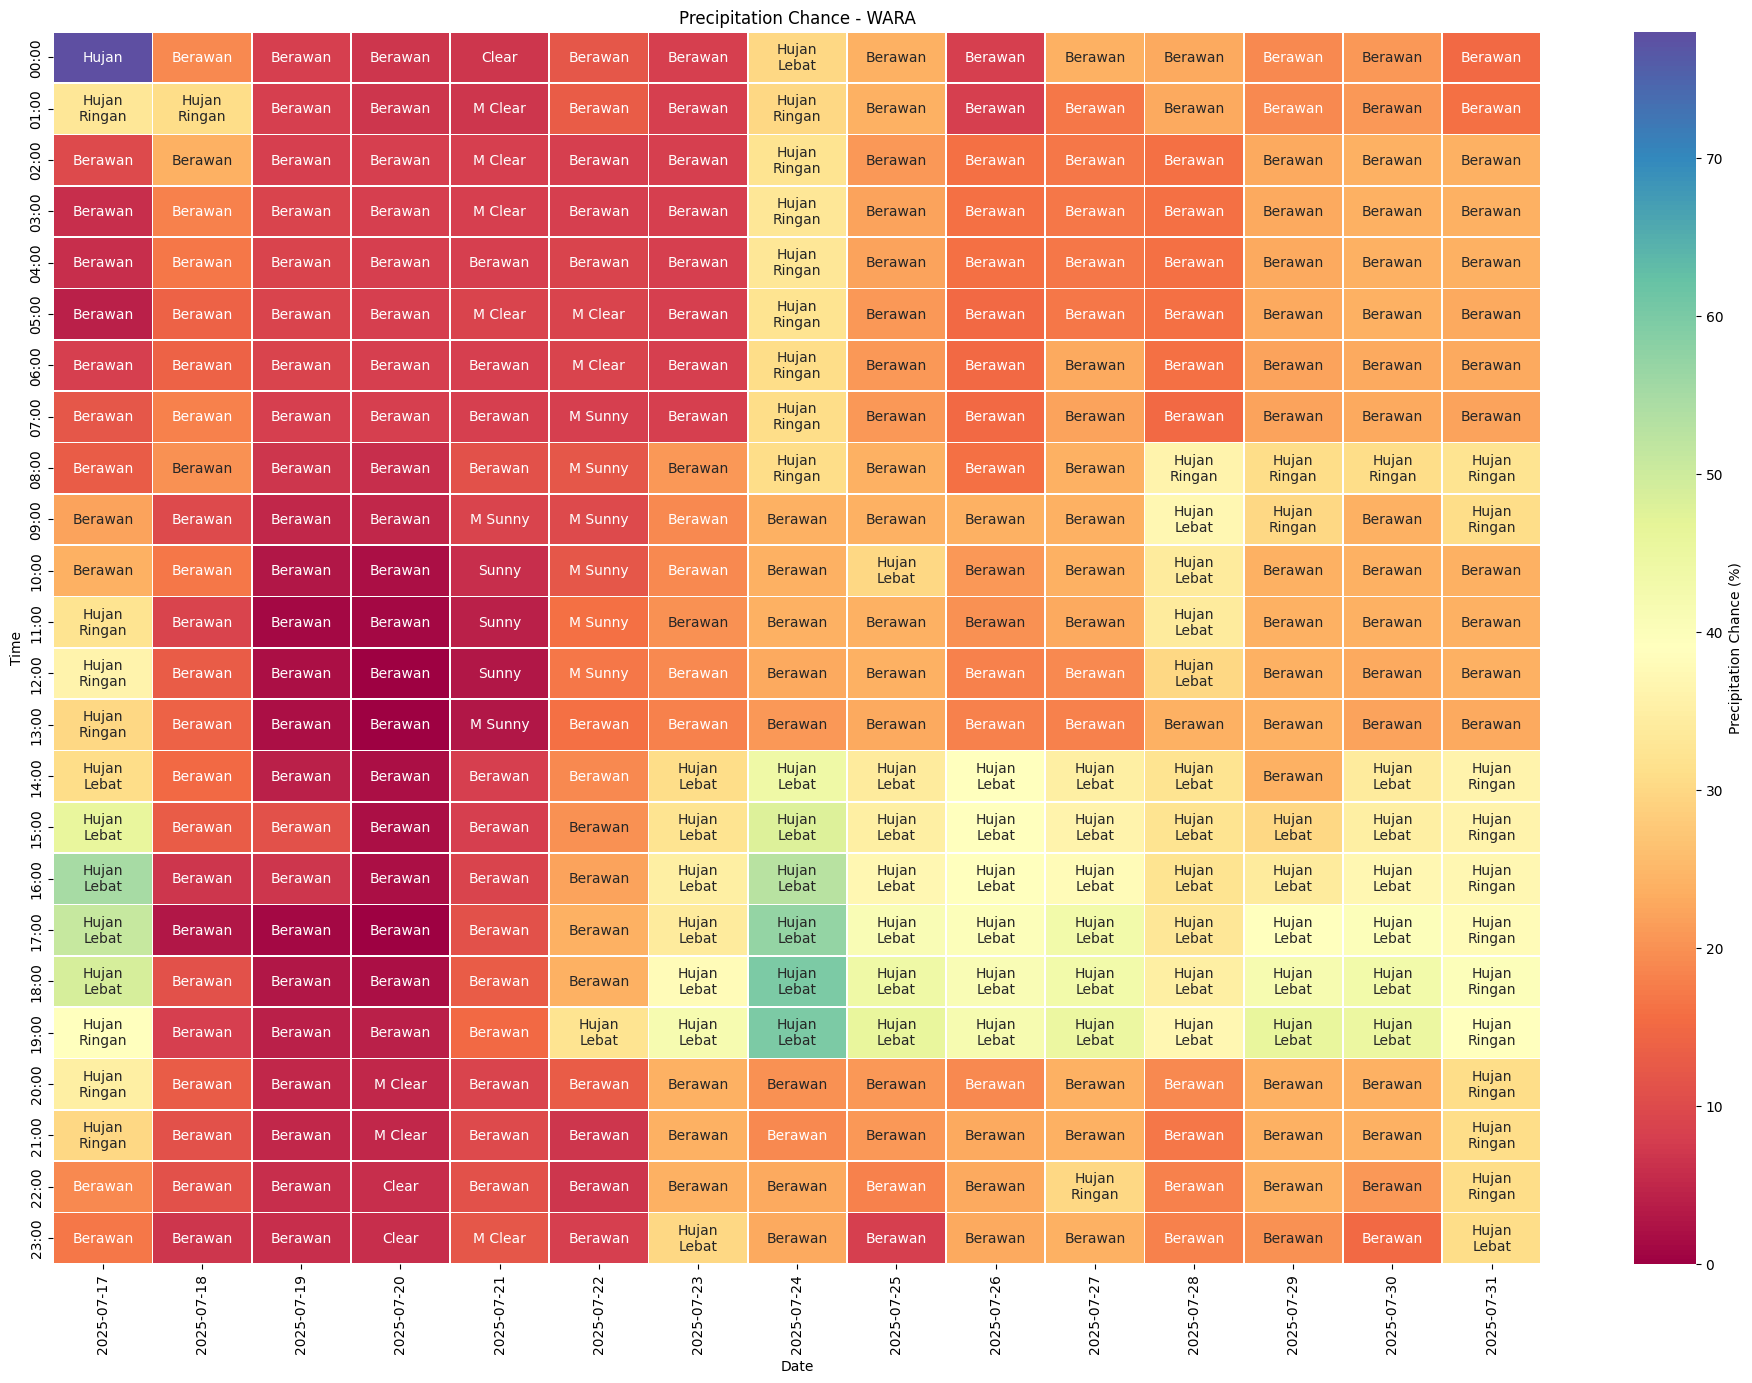 Precipitation Chance - WARA
00:00 Hujan Berawan Berawan Berawan Clear Berawan Berawan Hujan Lebat Berawan Berawan Berawan Berawan Berawan Berawan Berawan
01:00 Hujan Ringan Hujan Ringan Berawan Berawan M Clear Berawan Berawan Hujan Ringan Berawan Berawan Berawan Berawan Berawan Berawan Berawan
02:00 Berawan Berawan Berawan Berawan M Clear Berawan Berawan Hujan Ringan Berawan Berawan Berawan Berawan Berawan Berawan Berawan
03:00 Berawan Berawan Berawan Berawan M Clear Berawan Berawan Hujan Ringan Berawan Berawan Berawan Berawan Berawan Berawan Berawan
04:00 Berawan Berawan Berawan Berawan Berawan Berawan Berawan Hujan Ringan Berawan Berawan Berawan Berawan Berawan Berawan Berawan
05:00 Berawan Berawan Berawan Berawan M Clear M Clear Berawan Hujan Ringan Berawan Berawan Berawan Berawan Berawan Berawan Berawan
06:00 Berawan Berawan Berawan Berawan Berawan M Clear Berawan Hujan Ringan Berawan Berawan Berawan Berawan Berawan Berawan Berawan
07:00 Berawan Berawan Berawan Berawan Berawan M Sunny Berawan Hujan Ringan Berawan Berawan Berawan Berawan Berawan Berawan Berawan
08:00 Berawan Berawan Berawan Berawan Berawan M Sunny Berawan Hujan Ringan Berawan Berawan Berawan Hujan Ringan Hujan Ringan Hujan Ringan Hujan Ringan
09:00 Berawan Berawan Berawan Berawan M Sunny M Sunny Berawan Berawan Berawan Berawan Berawan Hujan Lebat Hujan Ringan Berawan Hujan Ringan
10:00 Berawan Berawan Berawan Berawan Sunny M Sunny Berawan Berawan Hujan Lebat Berawan Berawan Hujan Lebat Berawan Berawan Berawan
11:00 Hujan Ringan Berawan Berawan Berawan Sunny M Sunny Berawan Berawan Berawan Berawan Berawan Hujan Lebat Berawan Berawan Berawan
12:00 Hujan Ringan Berawan Berawan Berawan Sunny M Sunny Berawan Berawan Berawan Berawan Berawan Hujan Lebat Berawan Berawan Berawan
13:00 Hujan Ringan Berawan Berawan Berawan M Sunny Berawan Berawan Berawan Berawan Berawan Berawan Berawan Berawan Berawan Berawan
14:00 Hujan Lebat Berawan Berawan Berawan Berawan Berawan Hujan Lebat Hujan Lebat Hujan Lebat Hujan Lebat Hujan Lebat Hujan Lebat Berawan Hujan Lebat Hujan Ringan
15:00 Hujan Lebat Berawan Berawan Berawan Berawan Berawan Hujan Lebat Hujan Lebat Hujan Lebat Hujan Lebat Hujan Lebat Hujan Lebat Hujan Lebat Hujan Lebat Hujan Ringan
16:00 Hujan Lebat Berawan Berawan Berawan Berawan Berawan Hujan Lebat Hujan Lebat Hujan Lebat Hujan Lebat Hujan Lebat Hujan Lebat Hujan Lebat Hujan Lebat Hujan Ringan
17:00 Hujan Lebat Berawan Berawan Berawan Berawan Berawan Hujan Lebat Hujan Lebat Hujan Lebat Hujan Lebat Hujan Lebat Hujan Lebat Hujan Lebat Hujan Lebat Hujan Ringan
18:00 Hujan Lebat Berawan Berawan Berawan Berawan Berawan Hujan Lebat Hujan Lebat Hujan Lebat Hujan Lebat Hujan Lebat Hujan Lebat Hujan Lebat Hujan Lebat Hujan Ringan
19:00 Hujan Ringan Berawan Berawan Berawan Berawan Hujan Lebat Hujan Lebat Hujan Lebat Hujan Lebat Hujan Lebat Hujan Lebat Hujan Lebat Hujan Lebat Hujan Lebat Hujan Ringan
20:00 Hujan Ringan Berawan Berawan M Clear Berawan Berawan Berawan Berawan Berawan Berawan Berawan Berawan Berawan Berawan Hujan Ringan
21:00 Hujan Ringan Berawan Berawan M Clear Berawan Berawan Berawan Berawan Berawan Berawan Berawan Berawan Berawan Berawan Hujan Ringan
22:00 Berawan Berawan Berawan Clear Berawan Berawan Berawan Berawan Berawan Berawan Hujan Ringan Berawan Berawan Berawan Hujan Ringan
23:00 Berawan Berawan Berawan Clear M Clear Berawan Hujan Lebat Berawan Berawan Berawan Berawan Berawan Berawan Berawan Hujan Lebat
2025-07-17 2025-07-18 2025-07-19 2025-07-20 2025-07-21 2025-07-22 2025-07-23 2025-07-24 2025-07-25 2025-07-26 2025-07-27 2025-07-28 2025-07-29 2025-07-30 2025-07-31
Date
Time
70
60
50
40
30
20
10
0
Precipitation Chance (%)